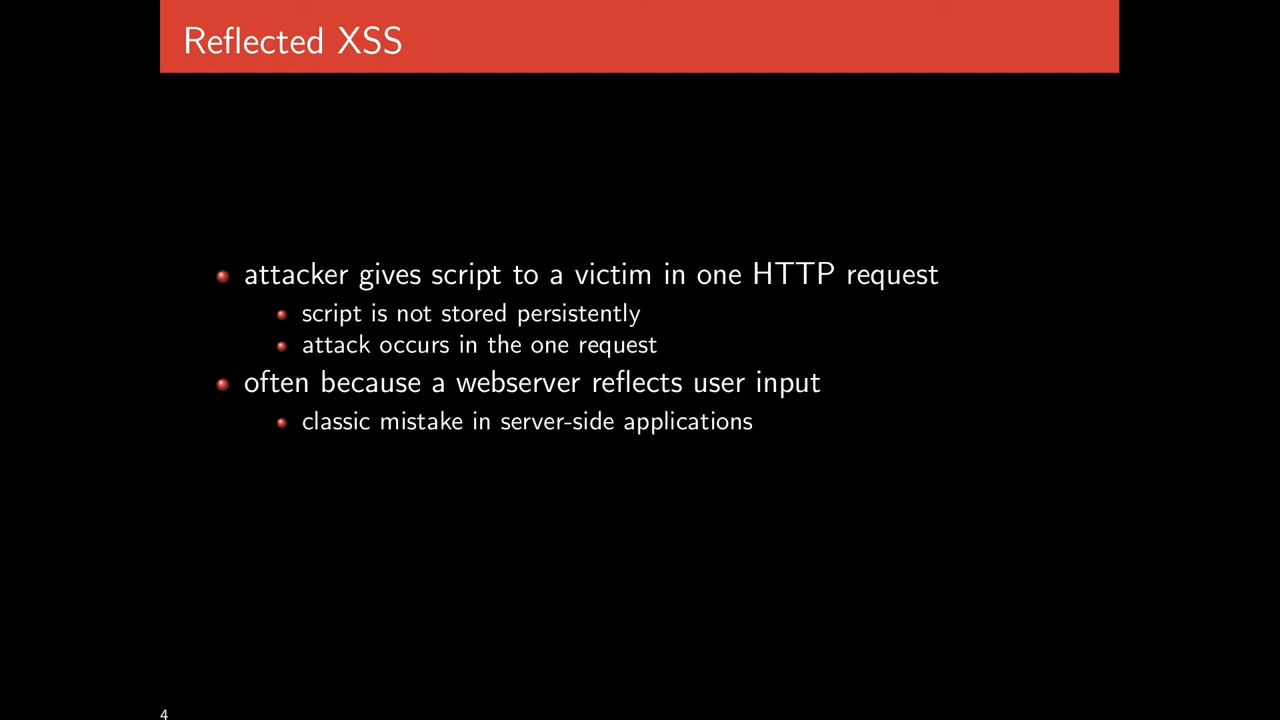 Reflected XSS
attacker gives script to a victim in one HTTP request
script is not stored persistently
attack occurs in the one request
often because a webserver reflects user input
classic mistake in server-side applications
4